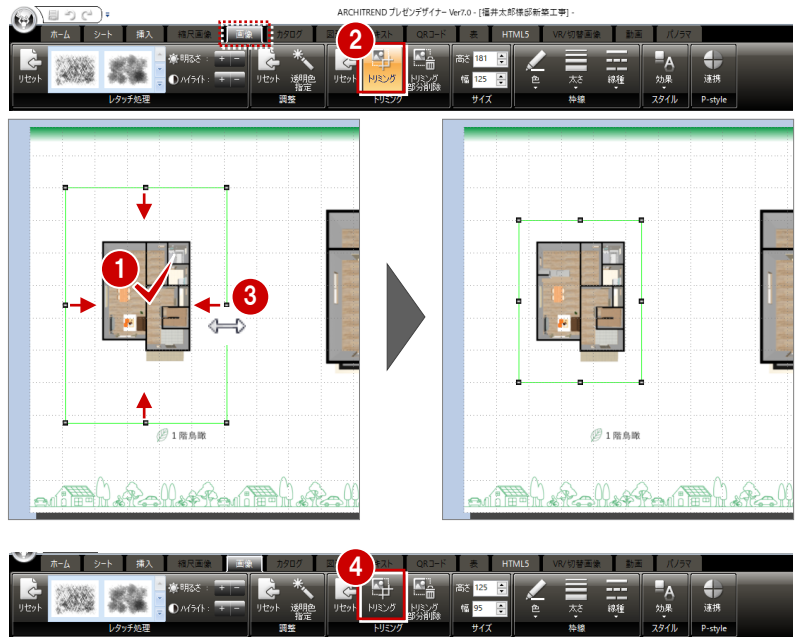 ARCHITREND プレゼンデザイナー Ver7.0 - [福井太郎様邸新築工事] -
ホーム シート 挿入 縮尺画像 画像 カタログ QRコード 表 HTML5 VR/切替画像 動画 パノラマ
2
リセット 明るさ : + - ハイライト : + - リセット 透明色指定 リセット トリミング トリミング部分削除 高さ 181 幅 125 色 太さ 線種 効果 連携
レタッチ処理 調整 トリミング サイズ 枠線 スタイル P-style
1
3
1 階鳥瞰
1 階鳥瞰
4
ホーム シート 挿入 縮尺画像 画像 カタログ QRコード 表 HTML5 VR/切替画像 動画 パノラマ
リセット 明るさ : + - ハイライト : + - リセット 透明色指定 リセット トリミング トリミング部分削除 高さ 125 幅 95 色 太さ 線種 効果 連携
レタッチ処理 調整 トリミング サイズ 枠線 スタイル P-style